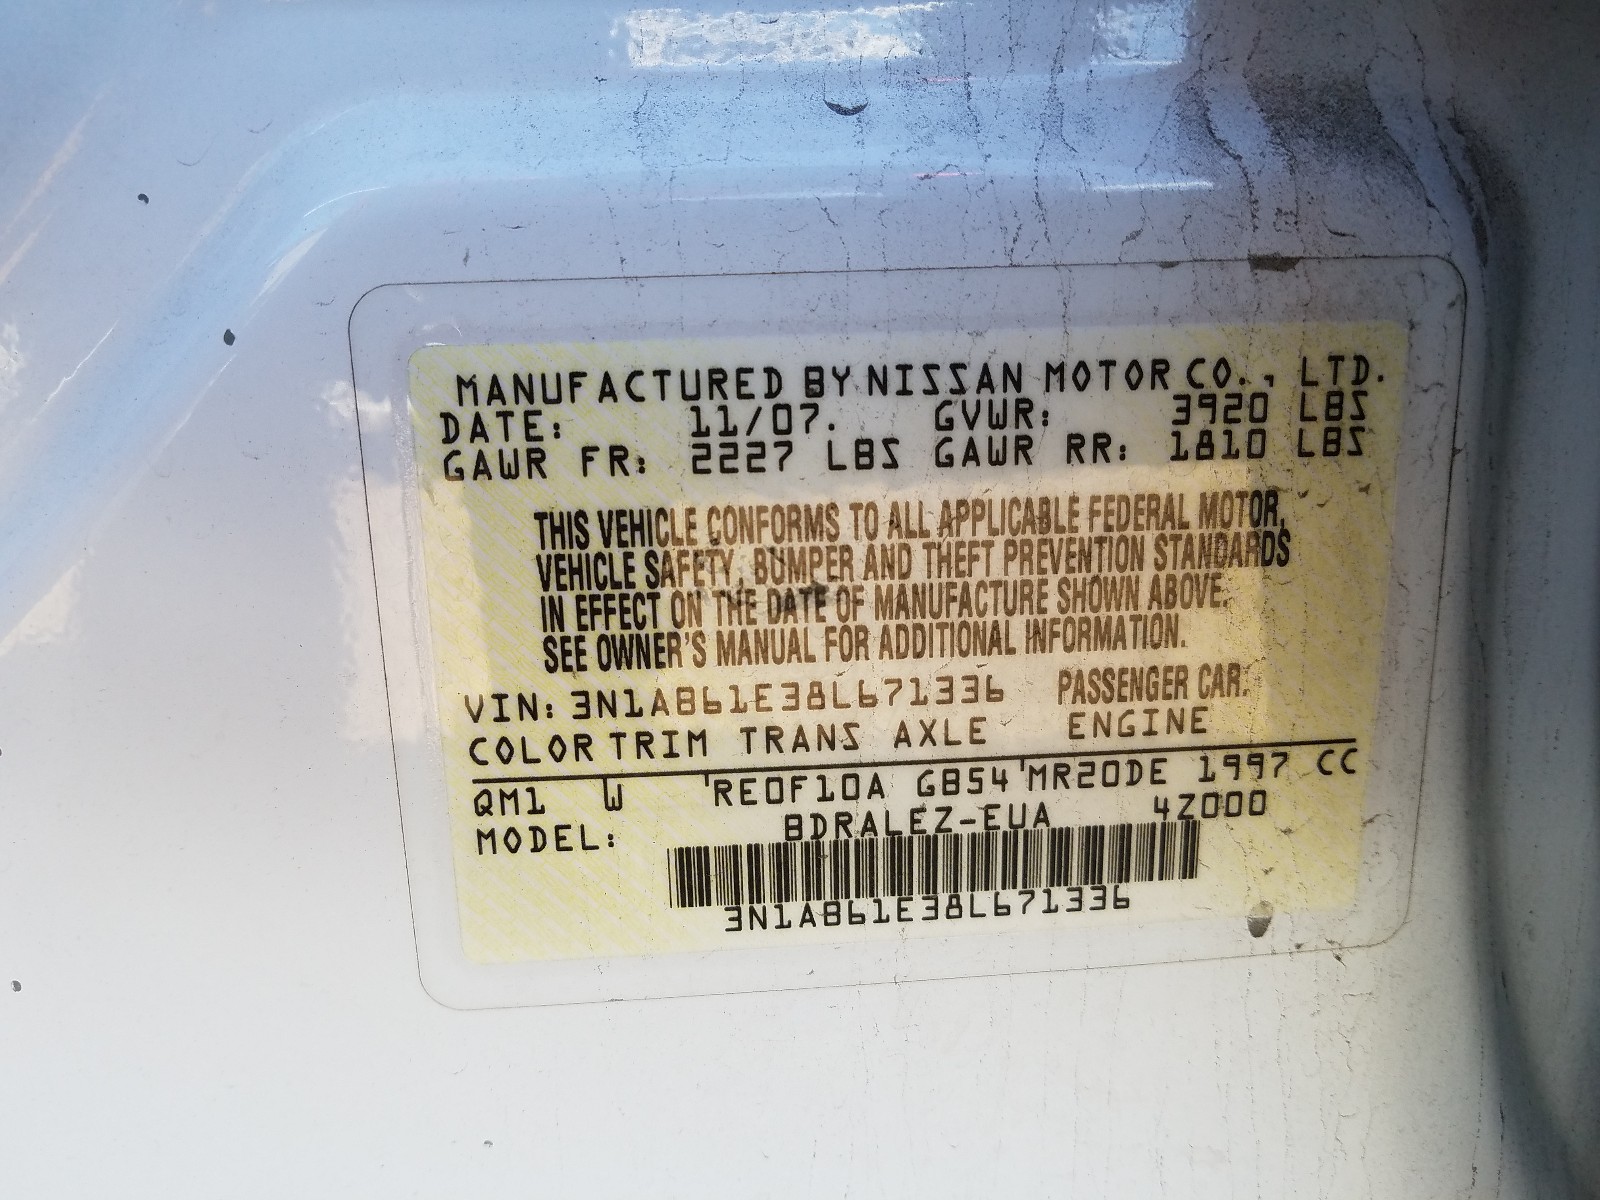 MANUFACTURED BY NISSAN MOTOR CO., LTD.
DATE: 11/07. GVWR: 3920 LBS
GAWR FR: 2227 LBS GAWR RR: 1810 LBS
THIS VEHICLE CONFORMS TO ALL APPLICABLE FEDERAL MOTOR,
VEHICLE SAFETY, BUMPER AND THEFT PREVENTION STANDARDS
IN EFFECT ON THE DATE OF MANUFACTURE SHOWN ABOVE.
SEE OWNER'S MANUAL FOR ADDITIONAL INFORMATION.
VIN: 3N1AB61E38L671336 PASSENGER CAR.
COLOR TRIM TRANS AXLE ENGINE
QM1 W RE0F10A GB54 MR20DE 1997 CC
MODEL: BDRALEZ-EUA 4Z000
3N1AB61E38L671336